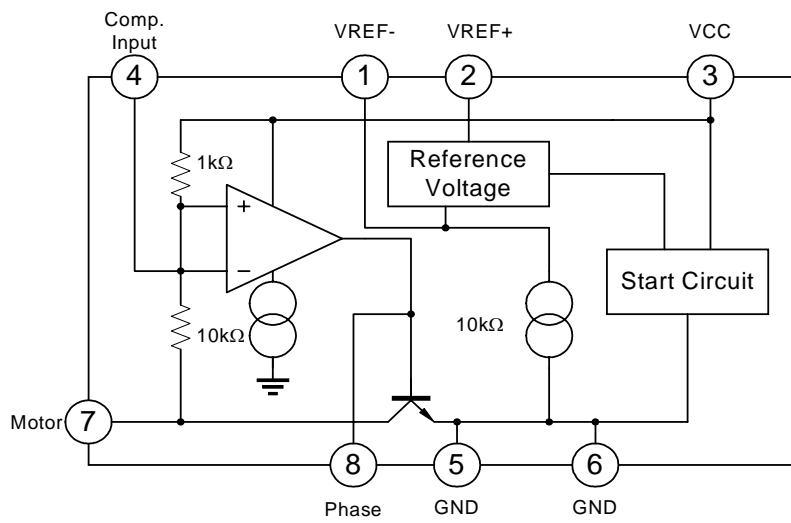 Comp.
Input
VREF-
VREF+
VCC
4
1
2
3
1kΩ
Reference
Voltage
+
−
Start Circuit
10kΩ
10kΩ
Motor
7
8
5
6
Phase
GND
GND